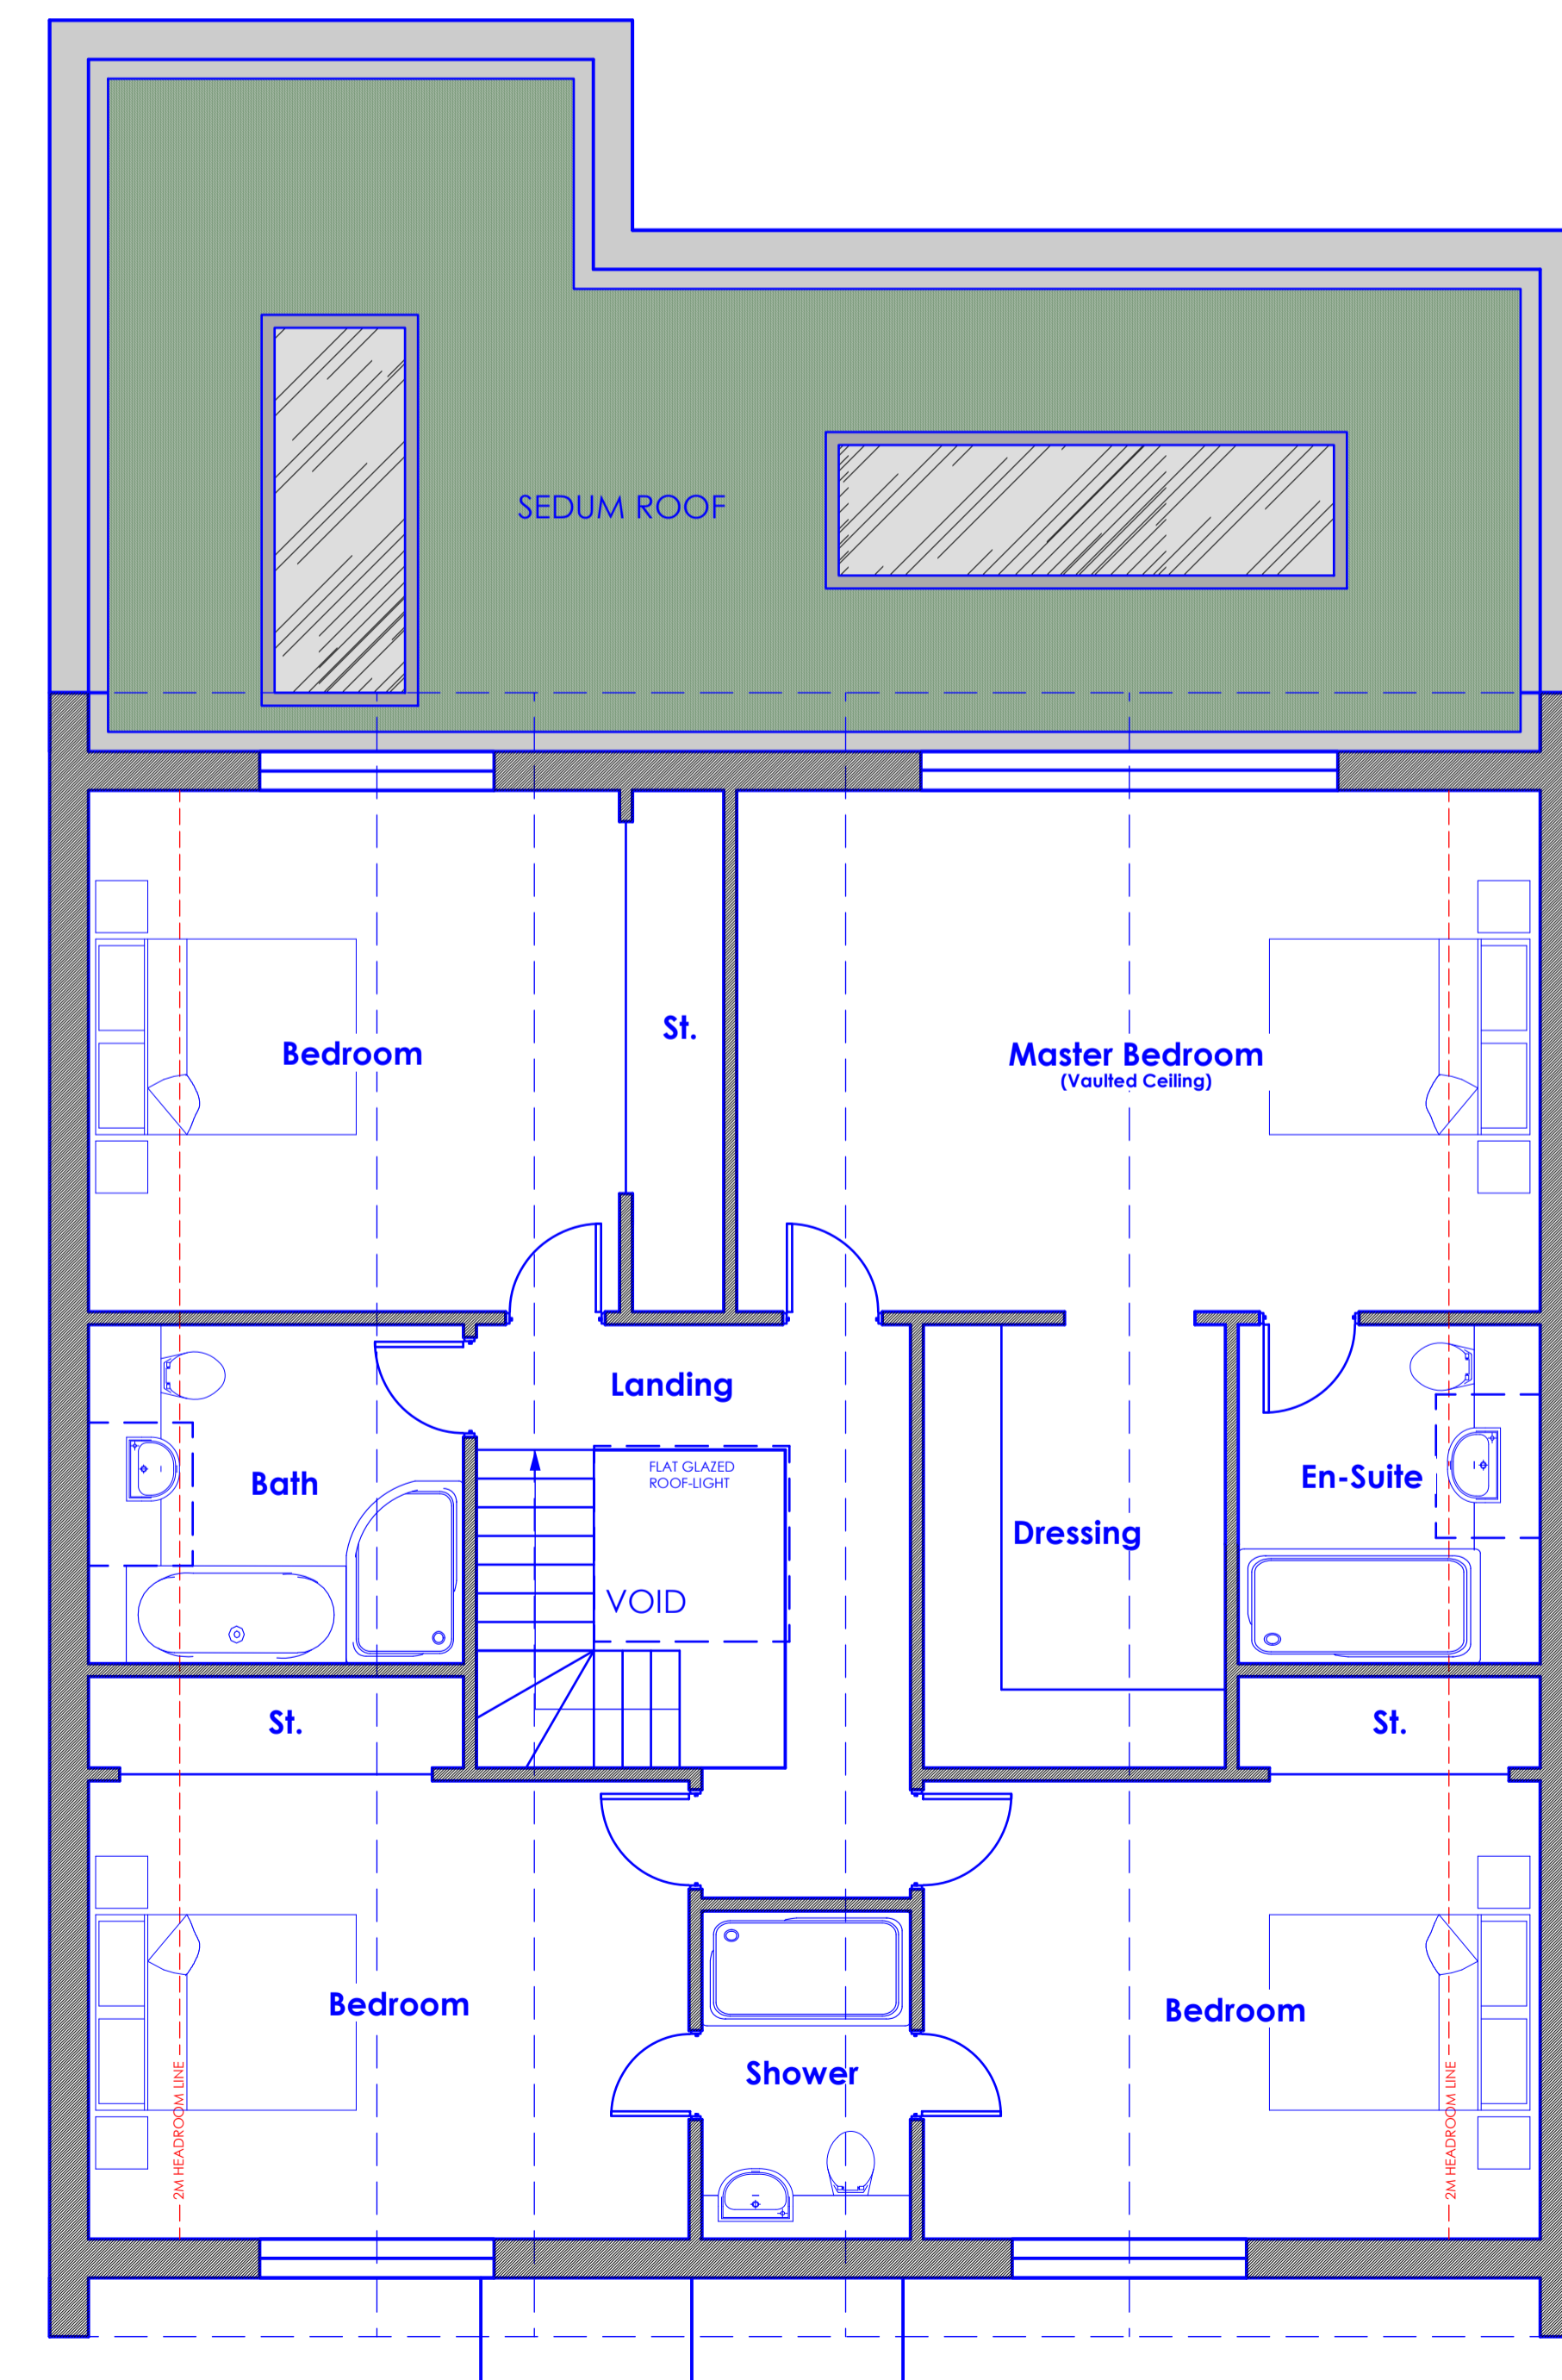 SEDUM ROOF
St.
Bedroom
Master Bedroom
(Vaulted Ceiling)
Landing
FLAT GLAZED
ROOF-LIGHT
Bath
En-Suite
Dressing
VOID
St.
St.
Bedroom
Bedroom
Shower
2M HEADROOM LINE
2M HEADROOM LINE